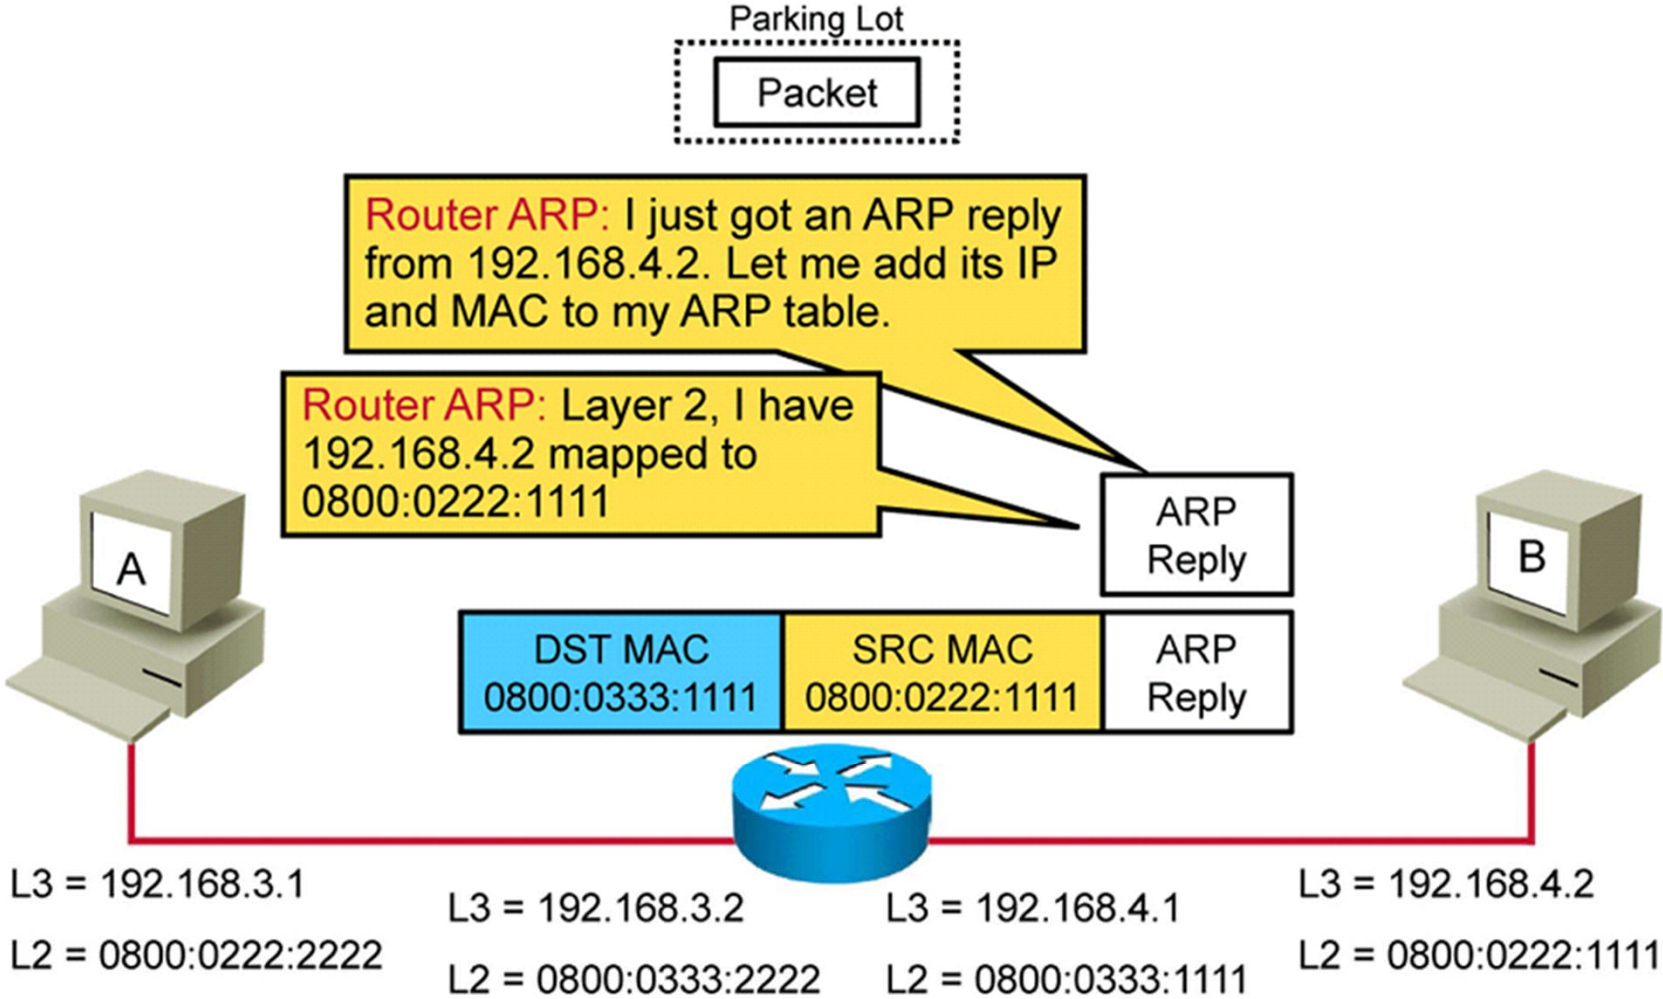 Parking Lot
Packet
Router ARP: I just got an ARP reply
from 192.168.4.2. Let me add its IP
and MAC to my ARP table.
Router ARP: Layer 2, I have
192.168.4.2 mapped to
0800:0222:1111
ARP
Reply
A
B
DST MAC
0800:0333:1111
SRC MAC
0800:0222:1111
ARP
Reply
L3 = 192.168.3.1
L2 = 0800:0222:2222
L3 = 192.168.3.2
L2 = 0800:0333:2222
L3 = 192.168.4.1
L2 = 0800:0333:1111
L3 = 192.168.4.2
L2 = 0800:0222:1111